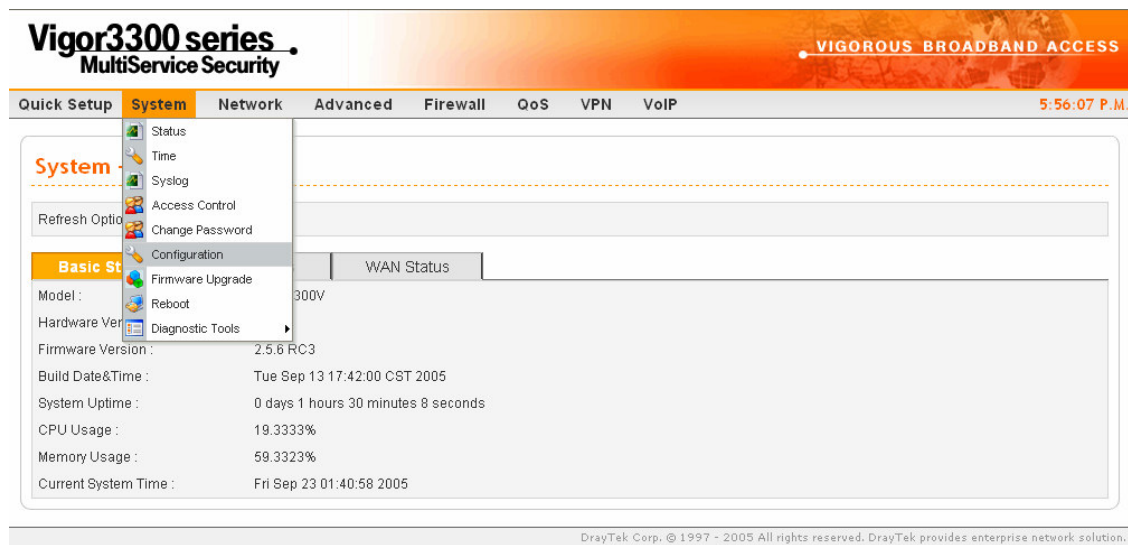 Vigor3300 series
MultiService Security
VIGOROUS BROADBAND ACCESS
Quick Setup System Network Advanced Firewall QoS VPN VoIP 5:56:07 P.M.
Status
Time
Syslog
Access Control
Change Password
Configuration
Firmware Upgrade
Reboot
Diagnostic Tools
System -
Refresh Optio
Basic St
WAN Status
Model : 300V
Hardware Ver
Firmware Version : 2.5.6 RC3
Build Date&Time : Tue Sep 13 17:42:00 CST 2005
System Uptime : 0 days 1 hours 30 minutes 8 seconds
CPU Usage : 19.3333%
Memory Usage : 59.3323%
Current System Time : Fri Sep 23 01:40:58 2005
DrayTek Corp. © 1997 - 2005 All rights reserved. DrayTek provides enterprise network solution.